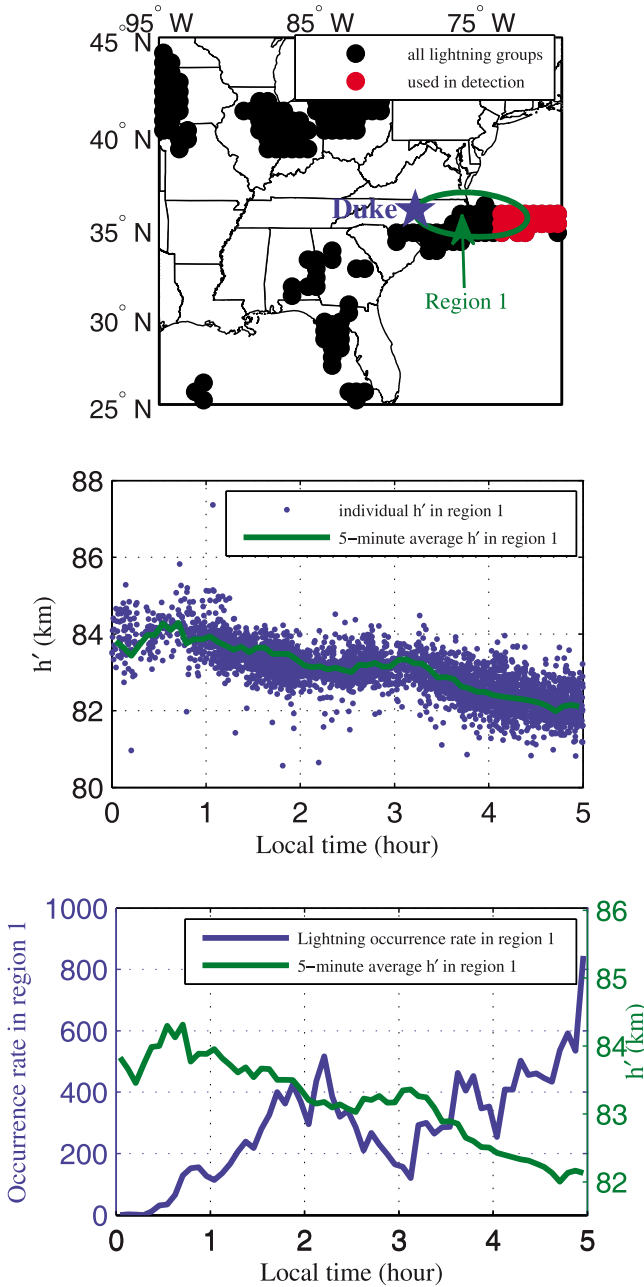 95° W 85° W 75° W
45° N
all lightning groups
used in detection
40° N
Duke
35° N
Region 1
30° N
25° N
88
individual h′ in region 1
5−minute average h′ in region 1
86
h′ (km)
84
82
80
0 1 2 3 4 5
Local time (hour)
1000 86
Lightning occurrence rate in region 1
5−minute average h′ in region 1
800 85
Occurrence rate in region 1
600
84
h′ (km)
400
83
200
82
0
0 1 2 3 4 5
Local time (hour)